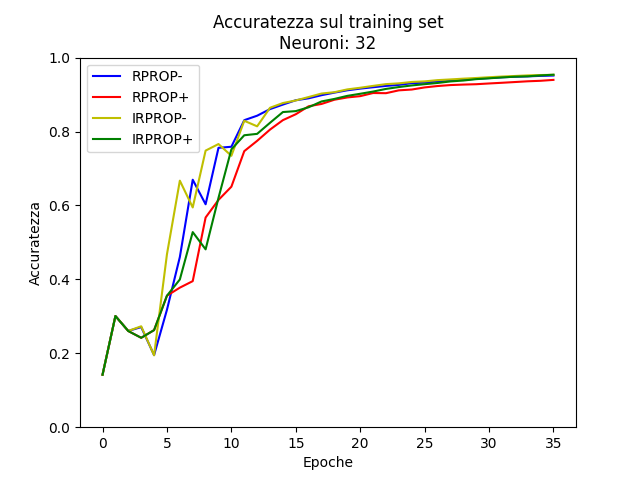 Accuratezza sul training set
Neuroni: 32
RPROP-
RPROP+
IRPROP-
IRPROP+
Accuratezza
1.0
0.8
0.6
0.4
0.2
0.0
0 5 10 15 20 25 30 35
Epoche